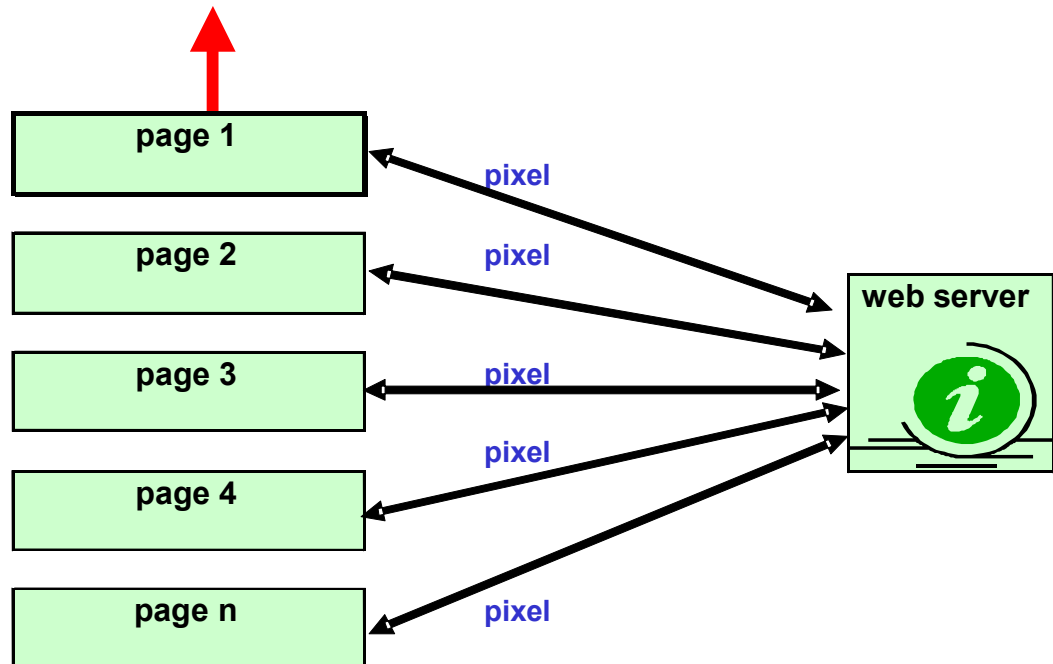 page 1
pixel
page 2
pixel
web server
page 3
pixel
pixel
page 4
page n
pixel